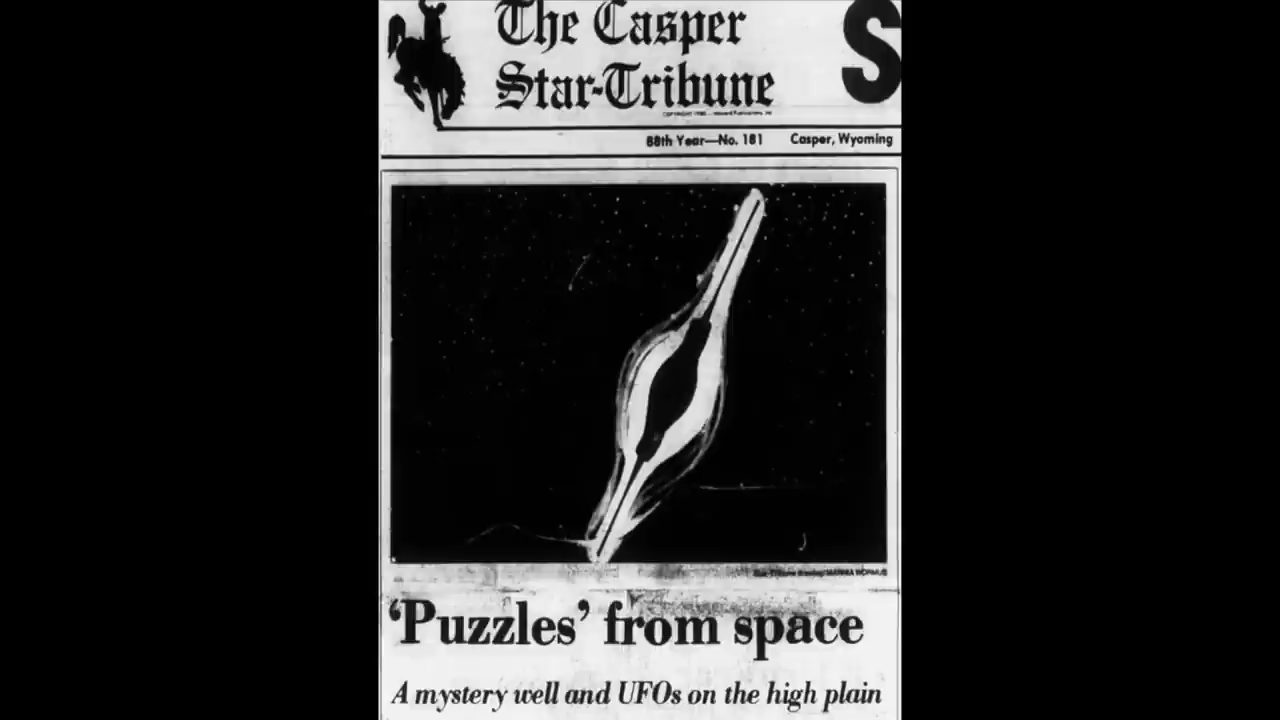 The Casper
Star-Tribune
S
88th Year—No. 181 Casper, Wyoming
'Puzzles' from space
A mystery well and UFOs on the high plain